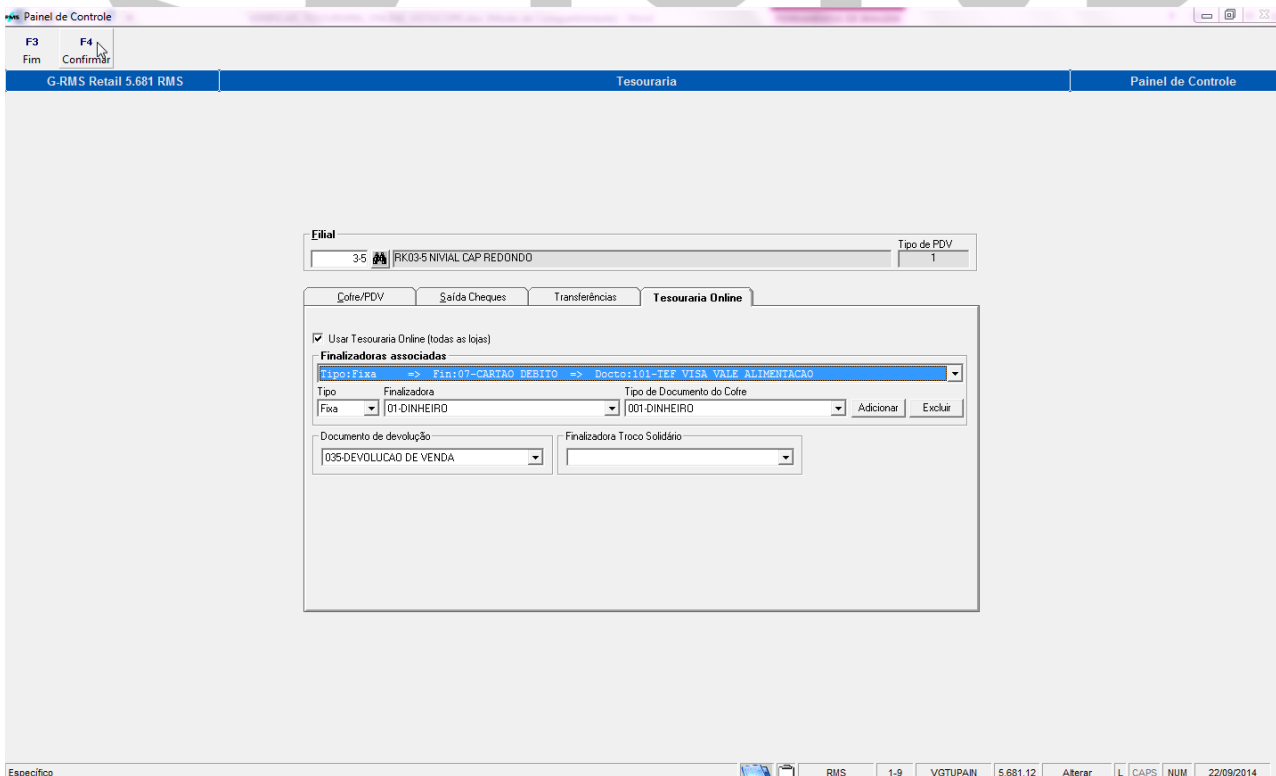 RMS Painel de Controle
F3 F4
Fim Confirmar
G-RMS Retail 5.681 RMS Tesouraria Painel de Controle
Filial
Tipo de PDV
3-5 RK03-5 NIVIAL CAP REDONDO 1
Cofre/PDV Saída Cheques Transferências Tesouraria Online
Usar Tesouraria Online (todas as lojas)
Finalizadoras associadas
Tipo:Fixa => Fin:07-CARTAO DEBITO => Docto:101-TEF VISA VALE ALIMENTACAO
Tipo Finalizadora Tipo de Documento do Cofre
Fixa 01-DINHEIRO 001-DINHEIRO Adicionar Excluir
Documento de devolução Finalizadora Troco Solidário
035-DEVOLUCAO DE VENDA
Específico RMS 1-9 VGTUPAIN 5.681.12 Alterar L CAPS NUM 22/09/2014